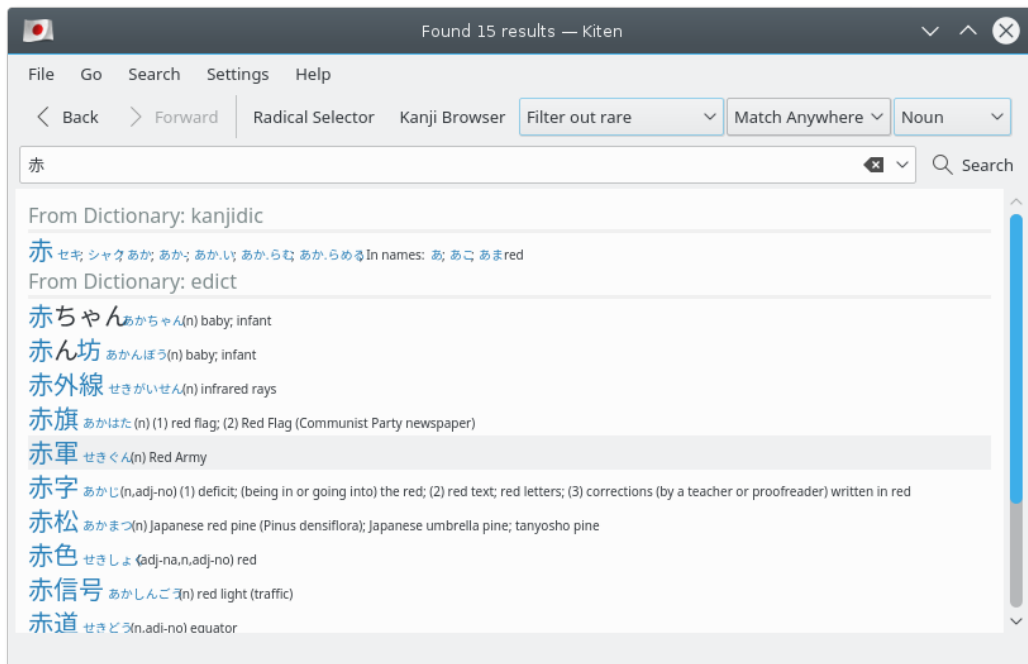 Found 15 results — Kiten
File Go Search Settings Help
Back Forward Radical Selector Kanji Browser Filter out rare Match Anywhere Noun
赤 Search
From Dictionary: kanjidic
赤 セキ; シャク; あか; あか-; あか.い; あか.らむ; あか.らめる; In names: あ; あこ; あま red
From Dictionary: edict
赤ちゃん あかちゃん (n) baby; infant
赤ん坊 あかんぼう (n) baby; infant
赤外線 せきがいせん (n) infrared rays
赤旗 あかはた (n) (1) red flag; (2) Red Flag (Communist Party newspaper)
赤軍 せきぐん (n) Red Army
赤字 あかじ (n,adj-no) (1) deficit; (being in or going into) the red; (2) red text; red letters; (3) corrections (by a teacher or proofreader) written in red
赤松 あかまつ (n) Japanese red pine (Pinus densiflora); Japanese umbrella pine; tanyosho pine
赤色 せきしょく (adj-na,n,adj-no) red
赤信号 あかしんごう (n) red light (traffic)
赤道 せきどう (n,adj-no) equator